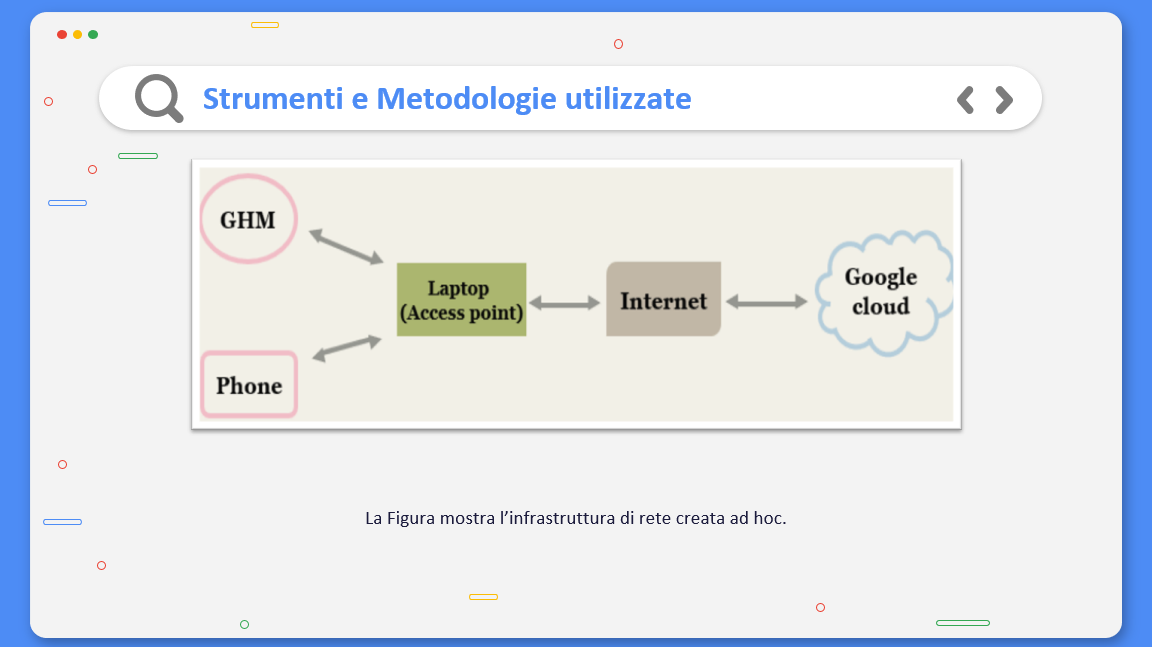 Strumenti e Metodologie utilizzate
GHM
Laptop
(Access point)
Internet
Google
cloud
Phone
La Figura mostra l’infrastruttura di rete creata ad hoc.